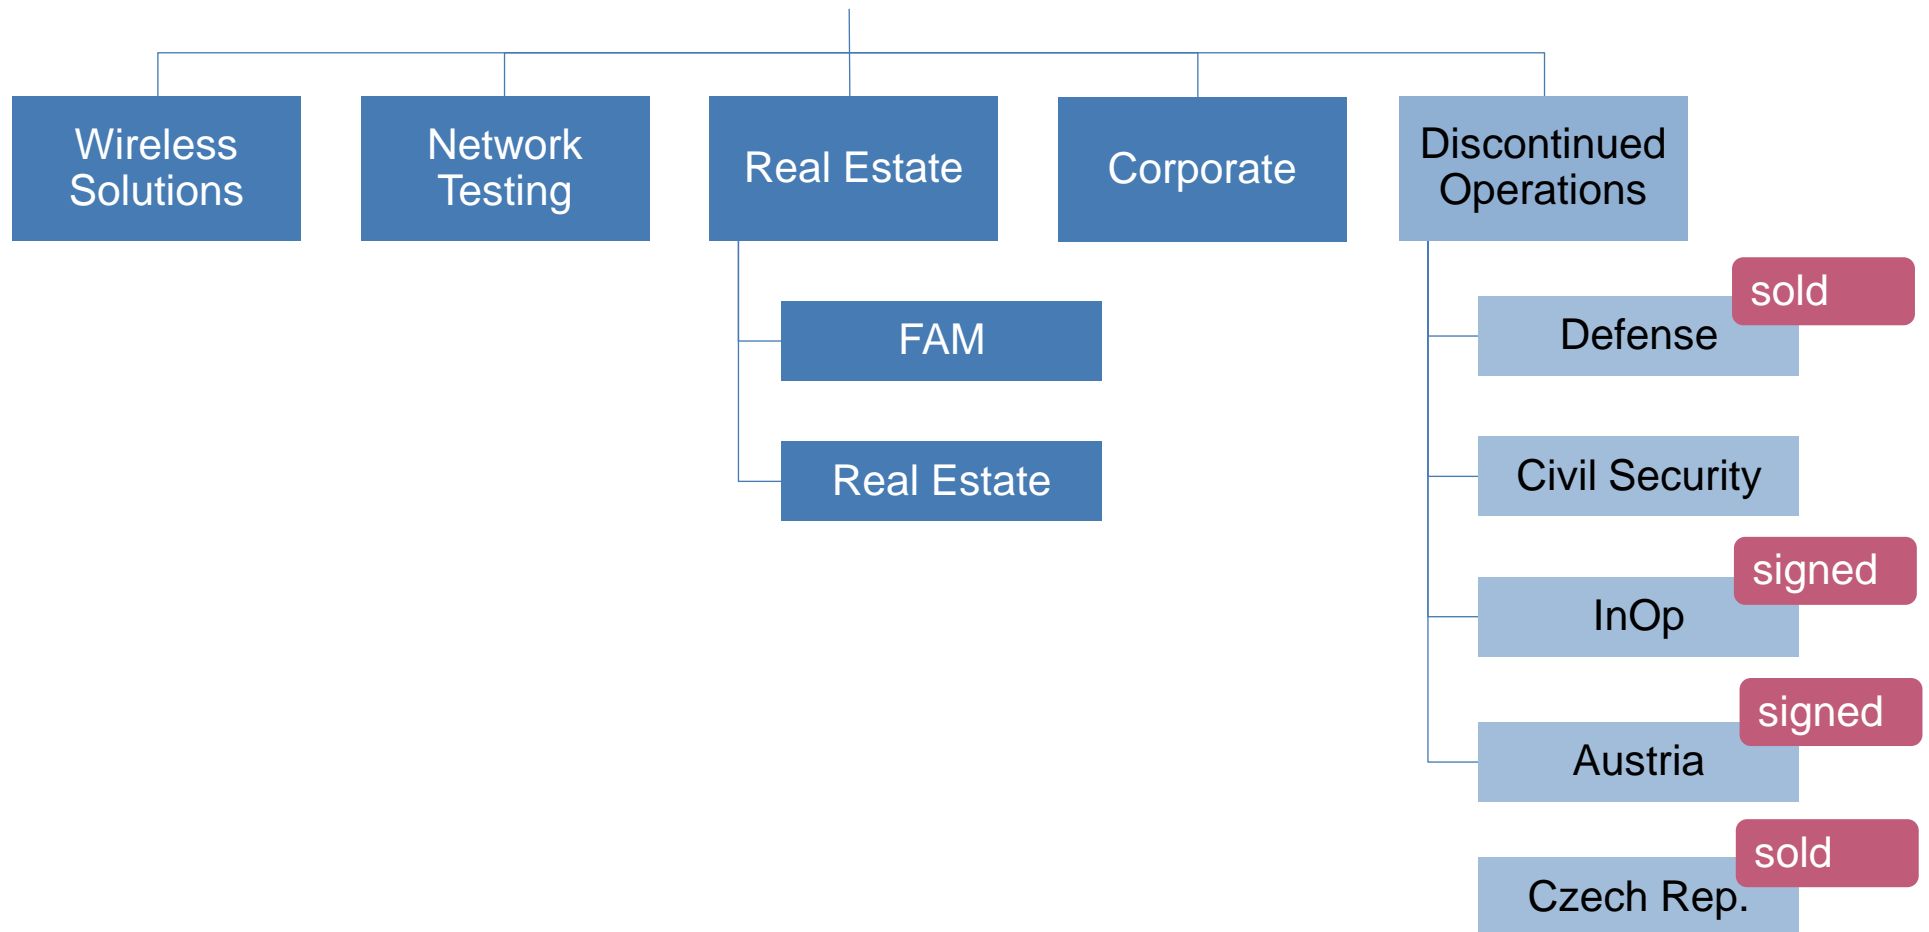 Wireless
Solutions
Network
Testing
Real Estate
Corporate
Discontinued
Operations
FAM
Real Estate
sold
Defense
Civil Security
signed
InOp
signed
Austria
sold
Czech Rep.